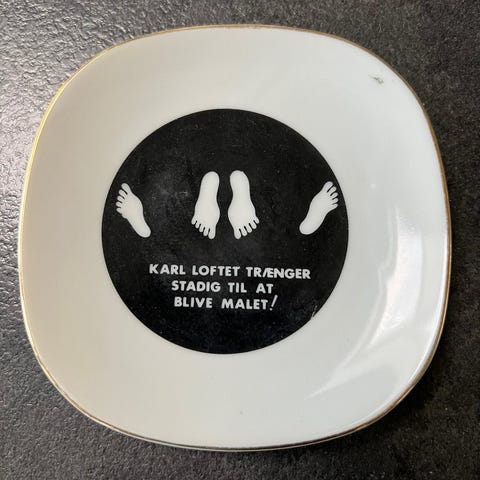 KARL LOFTET TRÆNGER
STADIG TIL AT
BLIVE MALET!